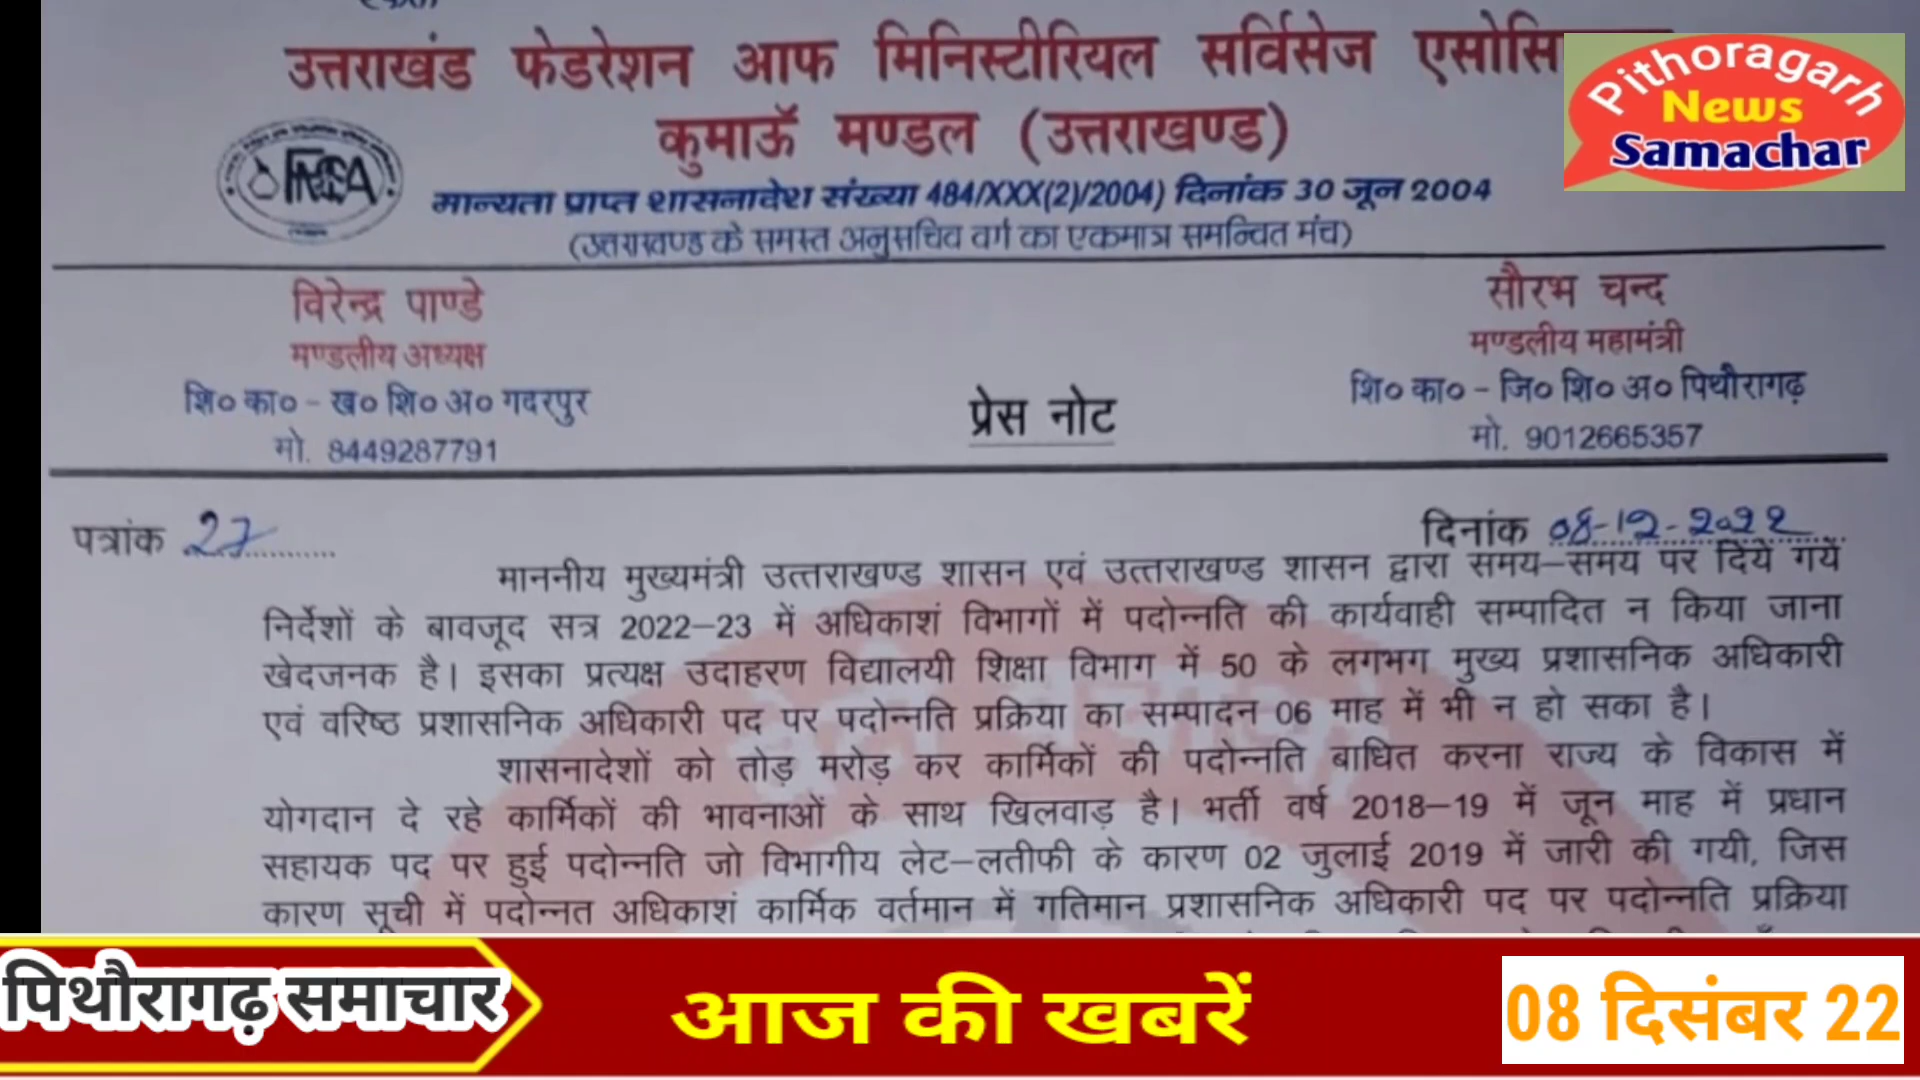 उत्तराखंड फेडरेशन आफ मिनिस्टीरियल सर्विसेज एसोसि
कुमाऊॅ मण्डल (उत्तराखण्ड)
मान्यता प्राप्त शासनादेश संख्या 484/XXX(2)/2004) दिनांक 30 जून 2004
(उत्तराखण्ड के समस्त अनुसचिव वर्ग का एकमात्र समन्वित मंच)
Pithoragarh
News
Samachar
विरेन्द्र पाण्डे
मण्डलीय अध्यक्ष
शि० का० - ख० शि० अ० गदरपुर
मो. 8449287791
प्रेस नोट
सौरभ चन्द
मण्डलीय महामंत्री
शि० का० - जि० शि० अ० पिथौरागढ़
मो. 9012665357
पत्रांक 27
दिनांक 08-12-2022
माननीय मुख्यमंत्री उत्तराखण्ड शासन एवं उत्तराखण्ड शासन द्वारा समय–समय पर दिये गये
निर्देशों के बावजूद सत्र 2022–23 में अधिकाशं विभागों में पदोन्नति की कार्यवाही सम्पादित न किया जाना
खेदजनक है। इसका प्रत्यक्ष उदाहरण विद्यालयी शिक्षा विभाग में 50 के लगभग मुख्य प्रशासनिक अधिकारी
एवं वरिष्ठ प्रशासनिक अधिकारी पद पर पदोन्नति प्रक्रिया का सम्पादन 06 माह में भी न हो सका है।
शासनादेशों को तोड़ मरोड़ कर कार्मिकों की पदोन्नति बाधित करना राज्य के विकास में
योगदान दे रहे कार्मिकों की भावनाओं के साथ खिलवाड़ है। भर्ती वर्ष 2018–19 में जून माह में प्रधान
सहायक पद पर हुई पदोन्नति जो विभागीय लेट–लतीफी के कारण 02 जुलाई 2019 में जारी की गयी, जिस
कारण सूची में पदोन्नत अधिकाशं कार्मिक वर्तमान में गतिमान प्रशासनिक अधिकारी पद पर पदोन्नति प्रक्रिया
पिथौरागढ़ समाचार
आज की खबरें
08 दिसंबर 22